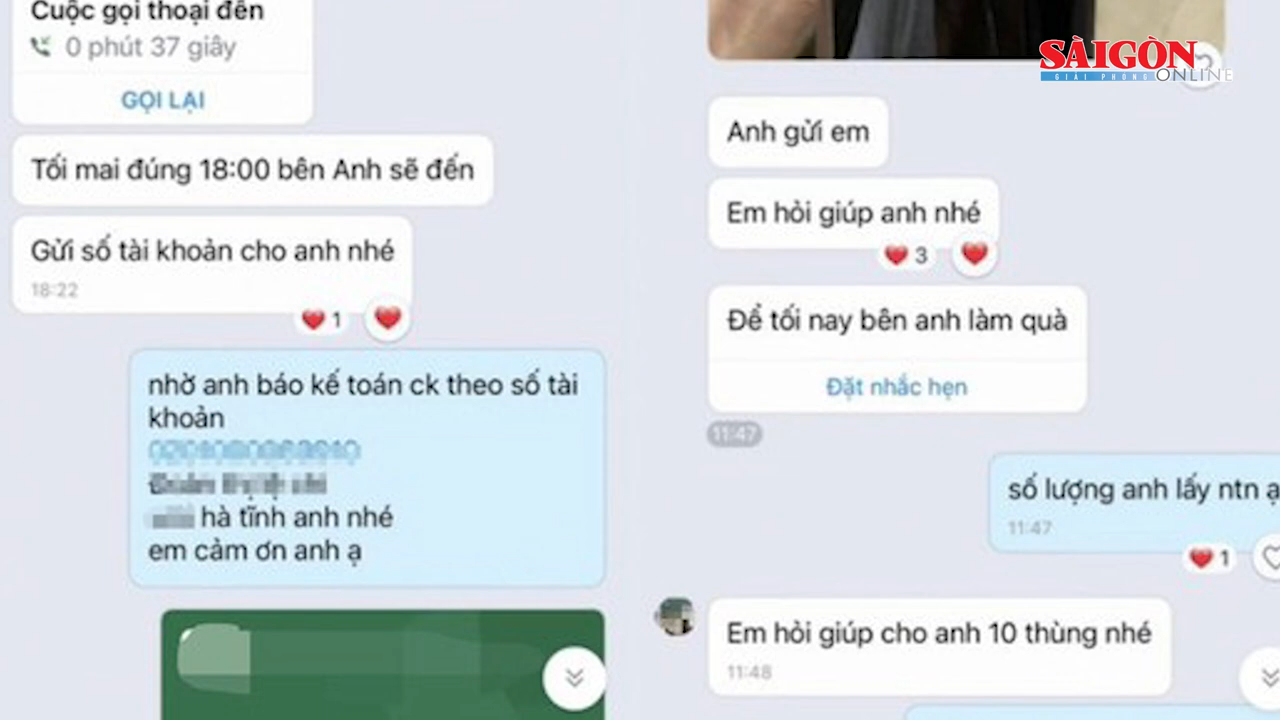 Cuộc gọi thoại đến
0 phút 37 giây
GỌI LẠI
Tối mai đúng 18:00 bên Anh sẽ đến
Gửi số tài khoản cho anh nhé
18:22
1
nhờ anh báo kế toán ck theo số tài
khoản
hà tĩnh anh nhé
em cảm ơn anh ạ
SÀI GÒN
GIẢI PHÓNG ONLINE
Anh gửi em
Em hỏi giúp anh nhé
3
Để tối nay bên anh làm quà
Đặt nhắc hẹn
11:47
số lượng anh lấy ntn ạ
11:47
1
Em hỏi giúp cho anh 10 thùng nhé
11:48